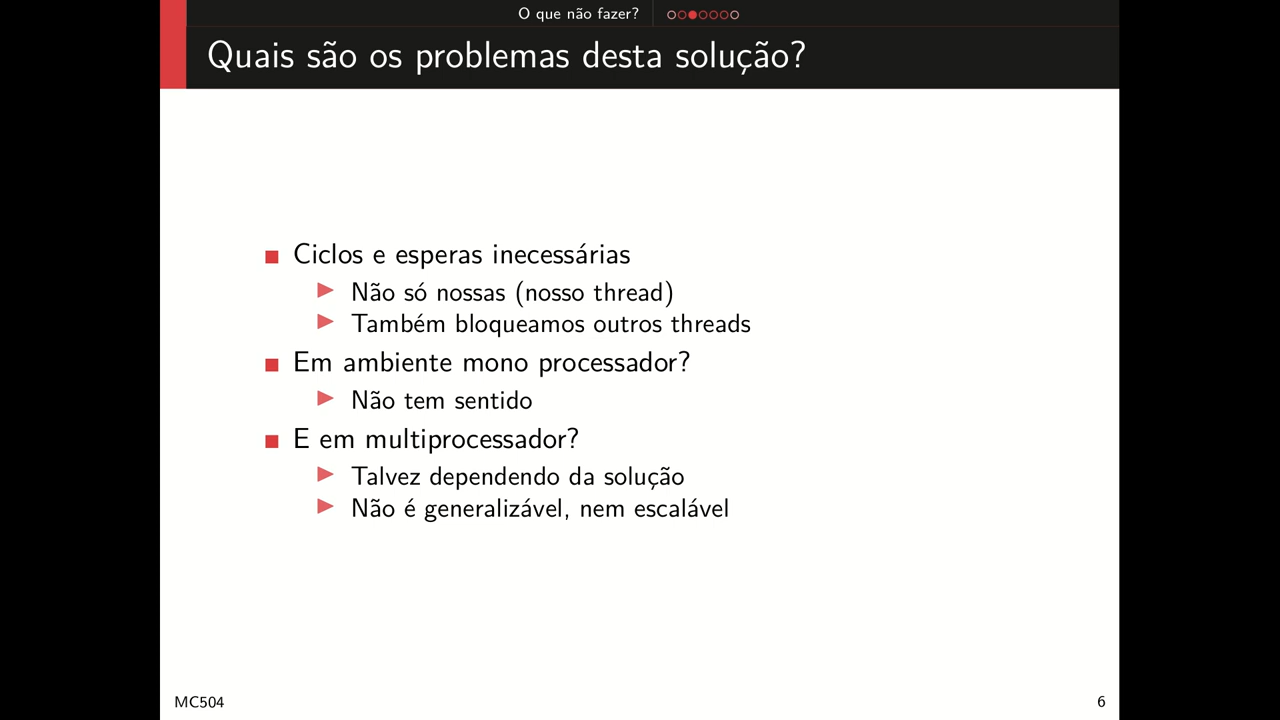 O que não fazer?
Quais são os problemas desta solução?
Ciclos e esperas inecessárias
Não só nossas (nosso thread)
Também bloqueamos outros threads
Em ambiente mono processador?
Não tem sentido
E em multiprocessador?
Talvez dependendo da solução
Não é generalizável, nem escalável
MC504
6